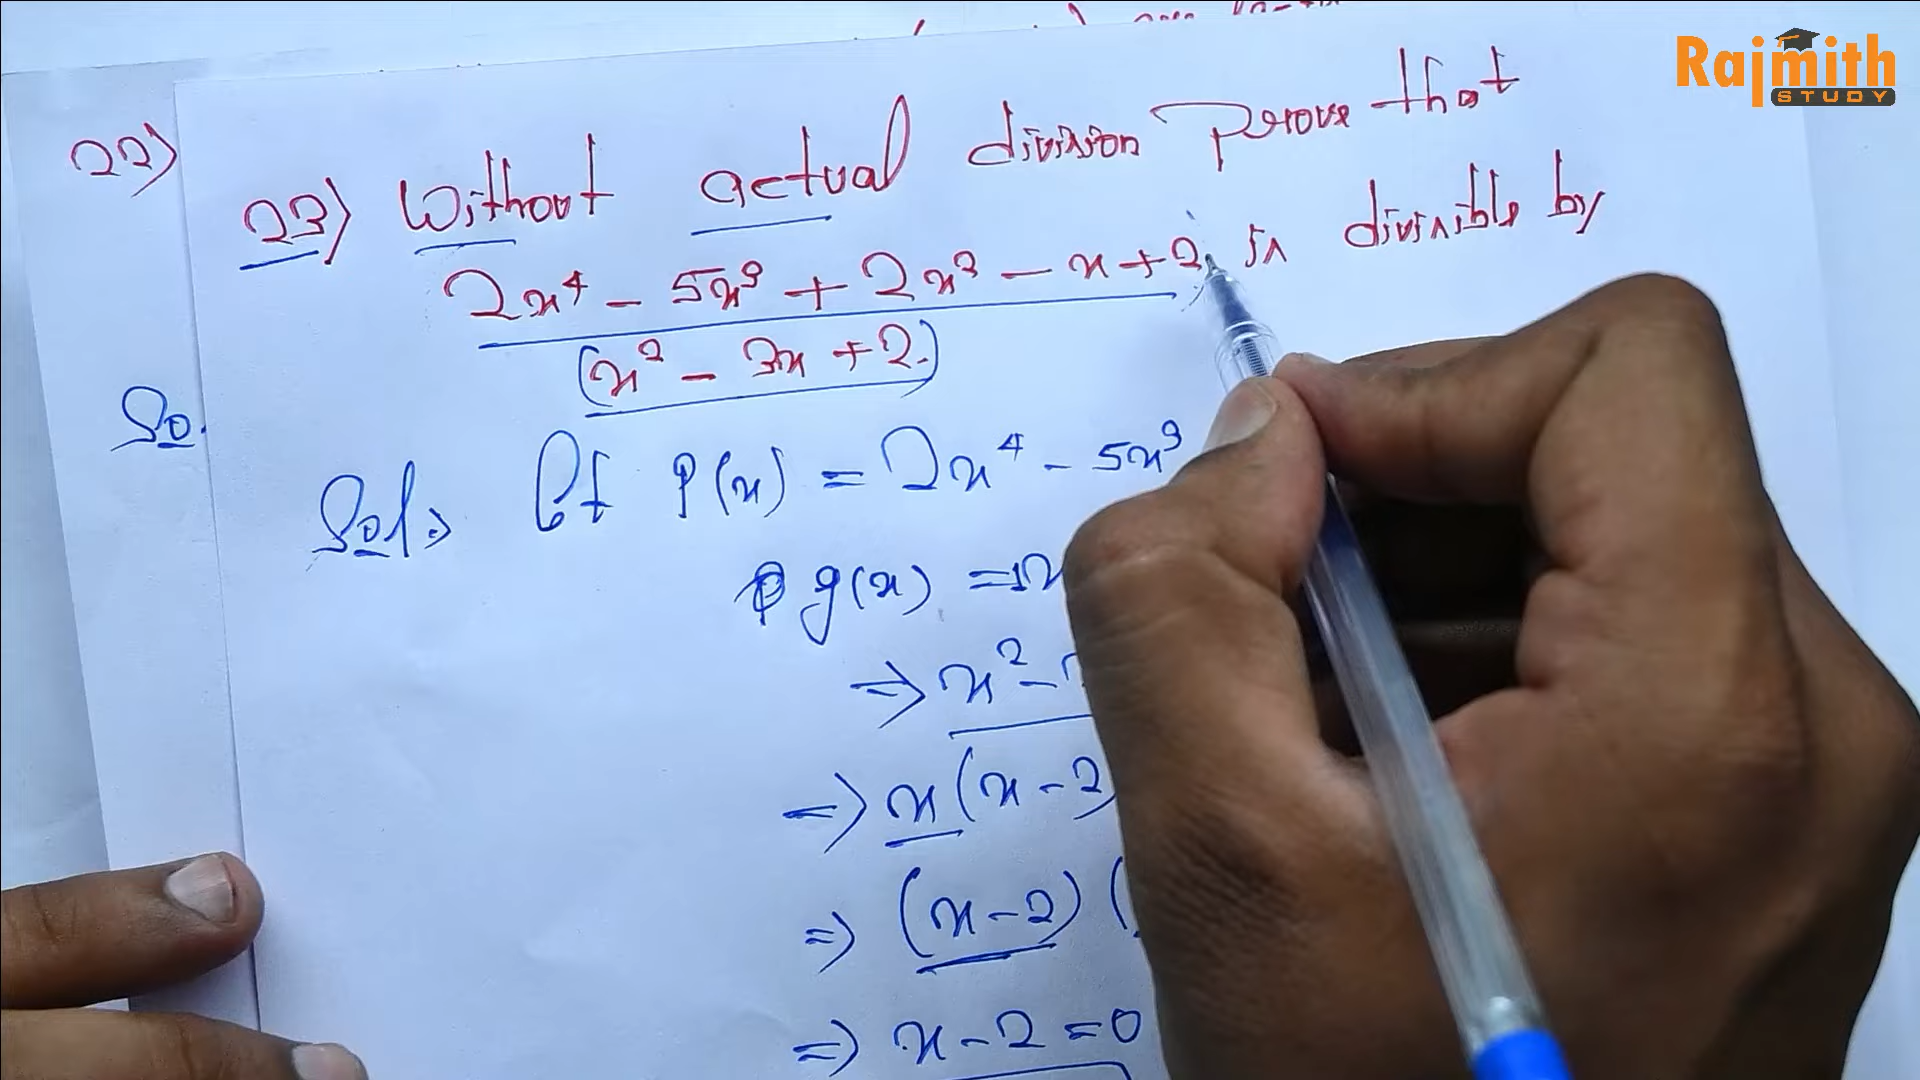 Rajmith
STUDY
22)
23) Without actual division prove that
2x⁴ - 5x³ + 2x² - x + 2 is divisible by
(x² - 3x + 2)
So
Sol: let P(x) = 2x⁴ - 5x³
g(x) =
⇒ x² -
⇒ x(x-2)
⇒ (x-2)(
⇒ x - 2 = 0